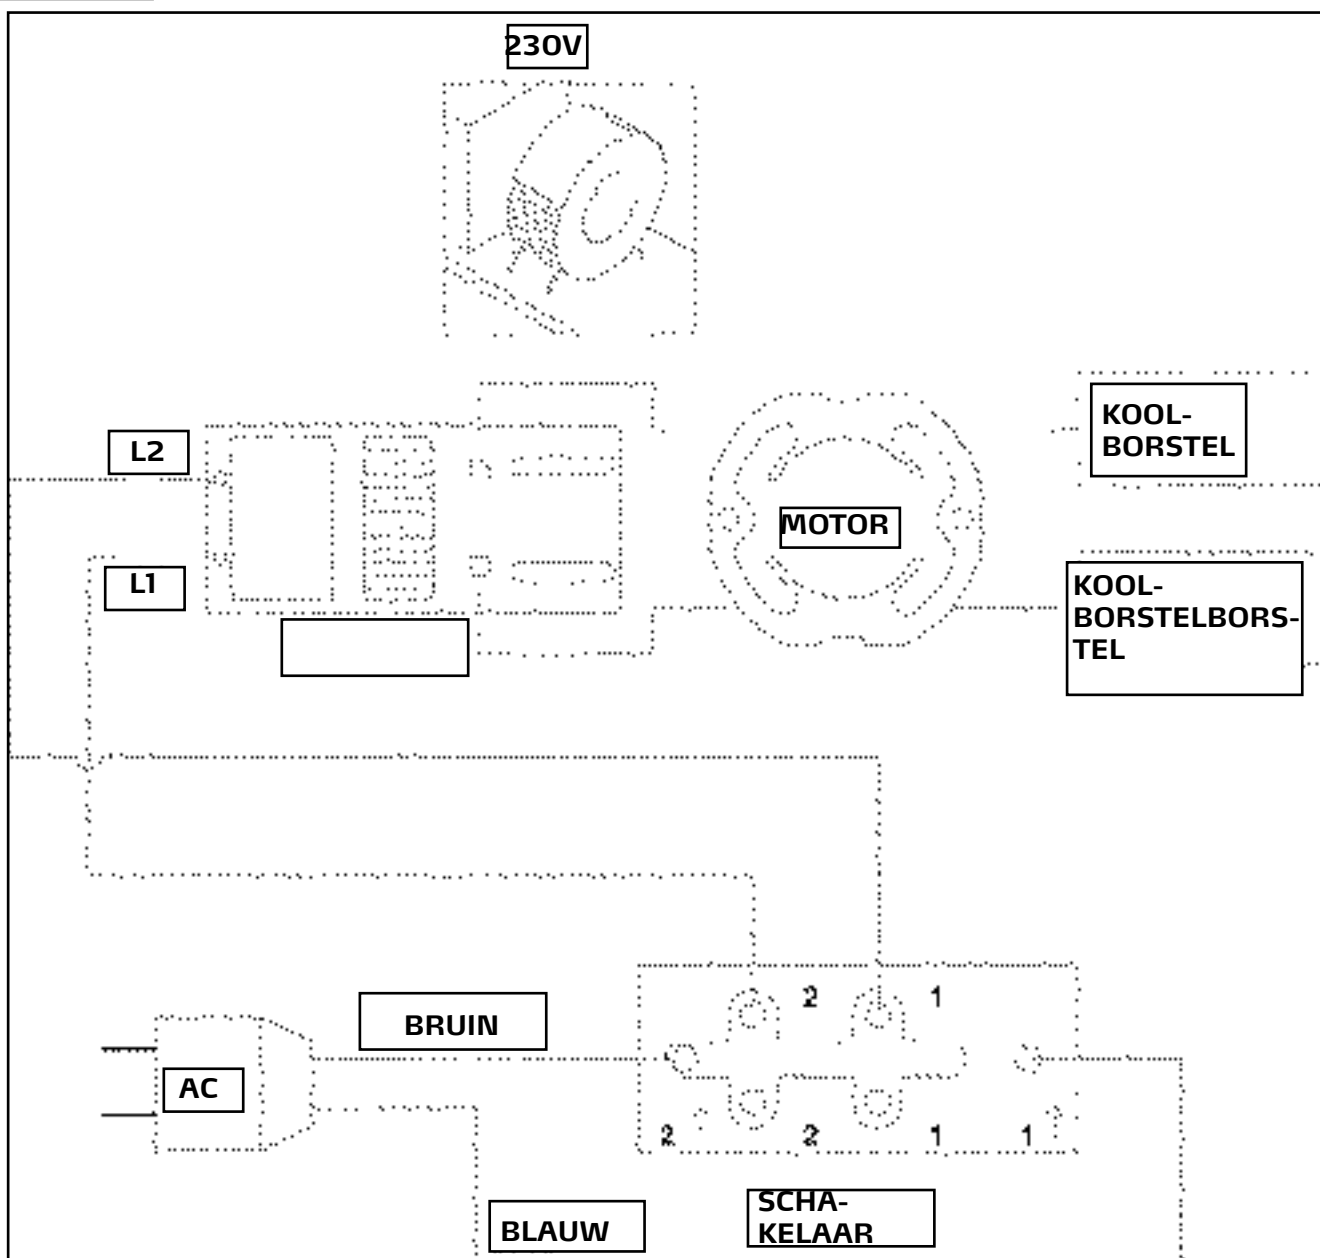 230V
KOOL-
BORSTEL
L2
MOTOR
L1
KOOL-
BORSTELBORS-
TEL
2 1
BRUIN
AC
2 2 1 1
SCHA-
KELAAR
BLAUW